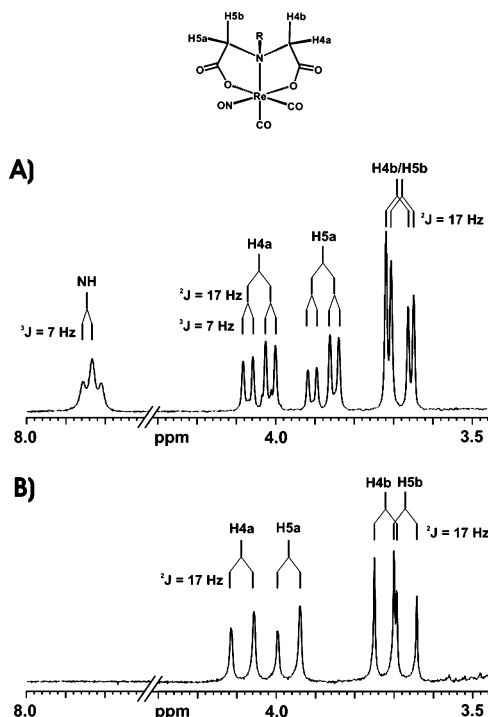 H5b H4b
H5a R H4a
N
O O
O O
Re
ON CO
CO
A)
H4b/H5b
²J = 17 Hz
H4a H5a
NH
²J = 17 Hz
³J = 7 Hz ³J = 7 Hz
8.0 ppm 4.0 3.5
B)
H4b H5b
H4a H5a
²J = 17 Hz
²J = 17 Hz
8.0 ppm 4.0 3.5